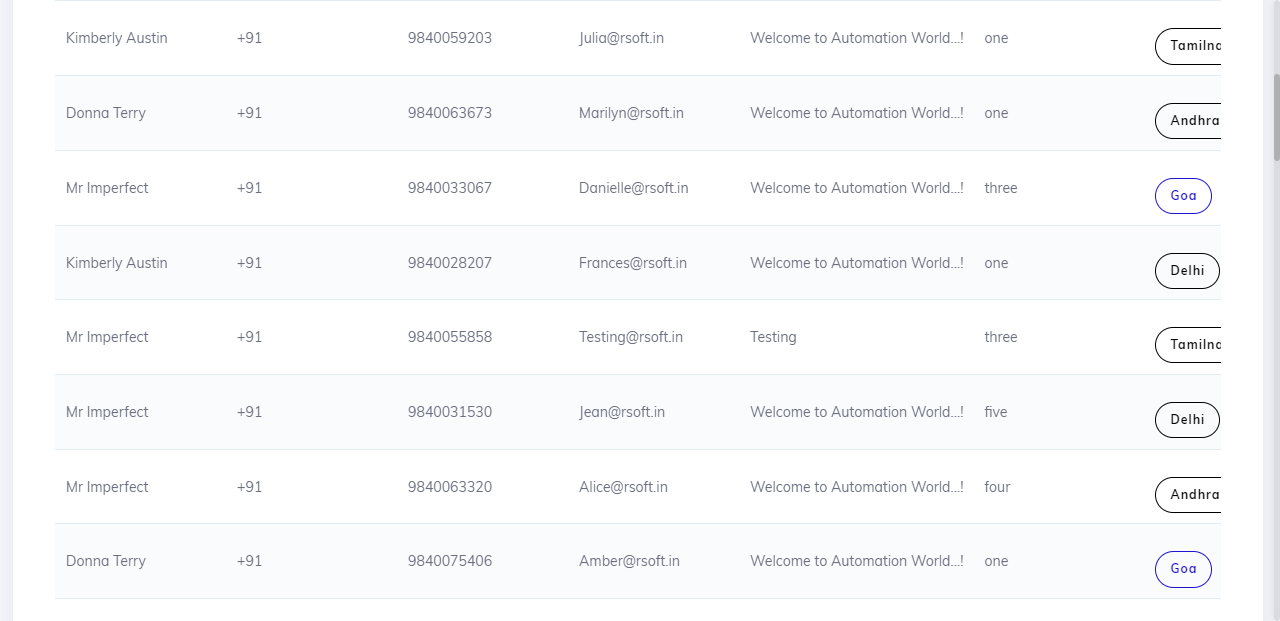 Kimberly Austin +91 9840059203 Julia@rsoft.in Welcome to Automation World...! one
Donna Terry +91 9840063673 Marilyn@rsoft.in Welcome to Automation World...! one Andhra
Mr Imperfect +91 9840033067 Danielle@rsoft.in Welcome to Automation World...! three Goa
Kimberly Austin +91 9840028207 Frances@rsoft.in Welcome to Automation World...! one Delhi
Mr Imperfect +91 9840055858 Testing@rsoft.in Testing three
Mr Imperfect +91 9840031530 Jean@rsoft.in Welcome to Automation World...! five Delhi
Mr Imperfect +91 9840063320 Alice@rsoft.in Welcome to Automation World...! four Andhra
Donna Terry +91 9840075406 Amber@rsoft.in Welcome to Automation World...! one Goa